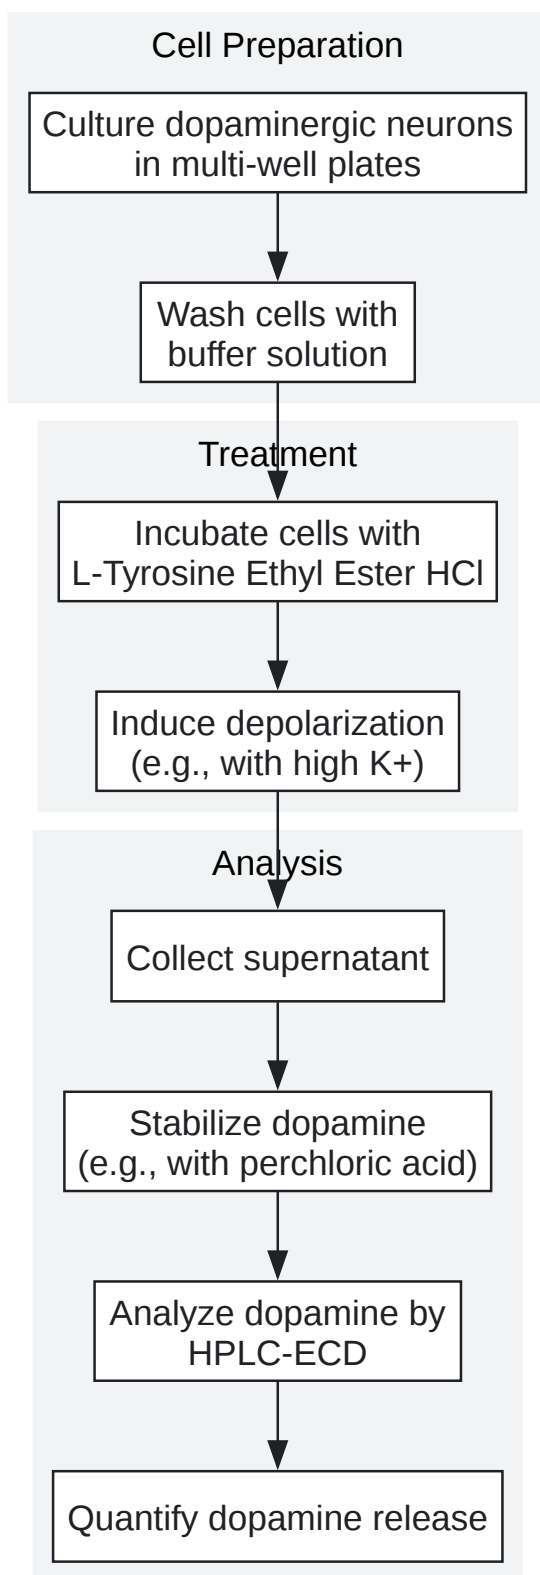 Cell Preparation
Culture dopaminergic neurons
in multi-well plates
Wash cells with
buffer solution
Treatment
Incubate cells with
L-Tyrosine Ethyl Ester HCl
Induce depolarization
(e.g., with high K+)
Analysis
Collect supernatant
Stabilize dopamine
(e.g., with perchloric acid)
Analyze dopamine by
HPLC-ECD
Quantify dopamine release